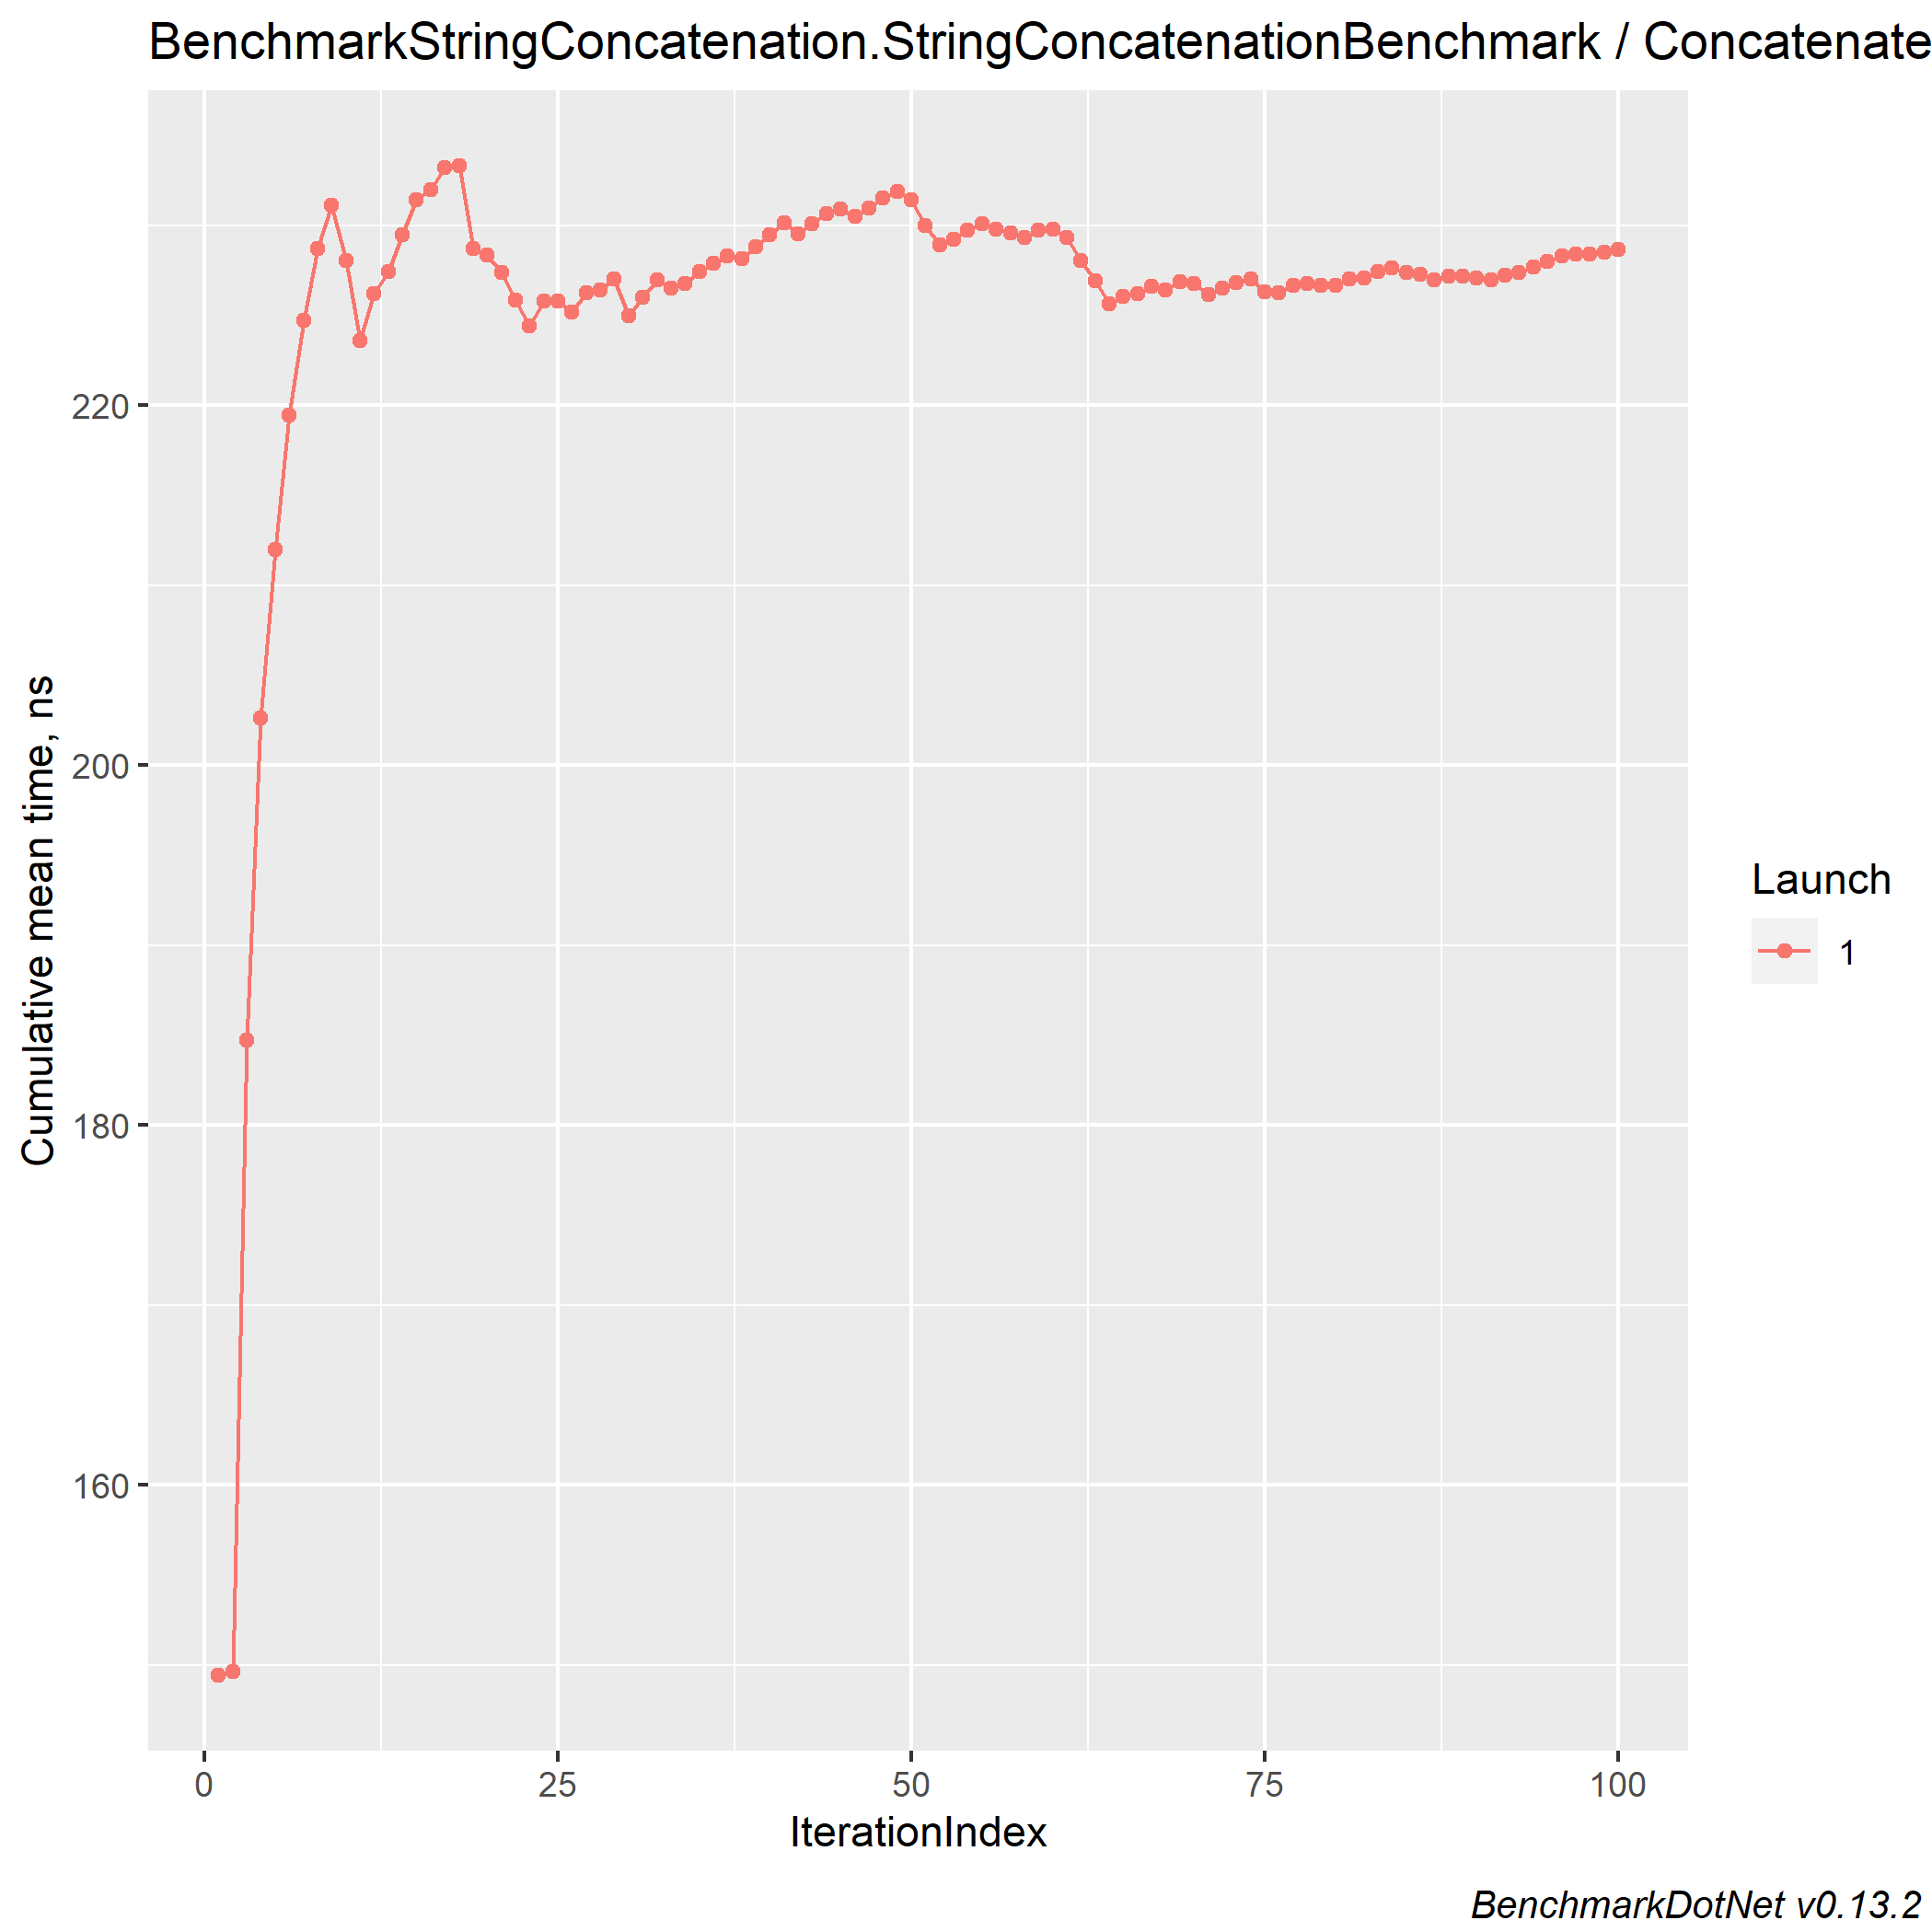 BenchmarkStringConcatenation.StringConcatenationBenchmark / Concatenate
Cumulative mean time, ns
220
200
180
160
0 25 50 75 100
IterationIndex
Launch
1
BenchmarkDotNet v0.13.2